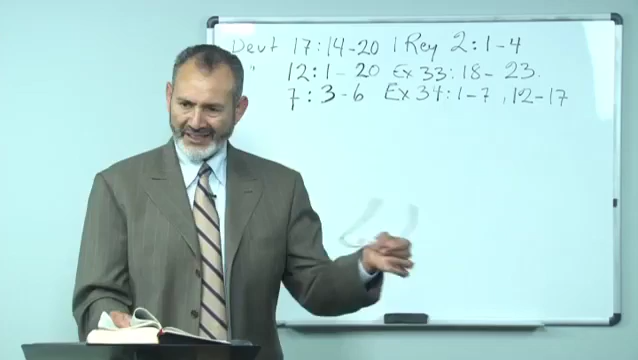 Deut 17:14-20 1 Rey 2:1-4
" 12:1-20 Ex 33:18-23.
7:3-6 Ex 34:1-7, 12-17